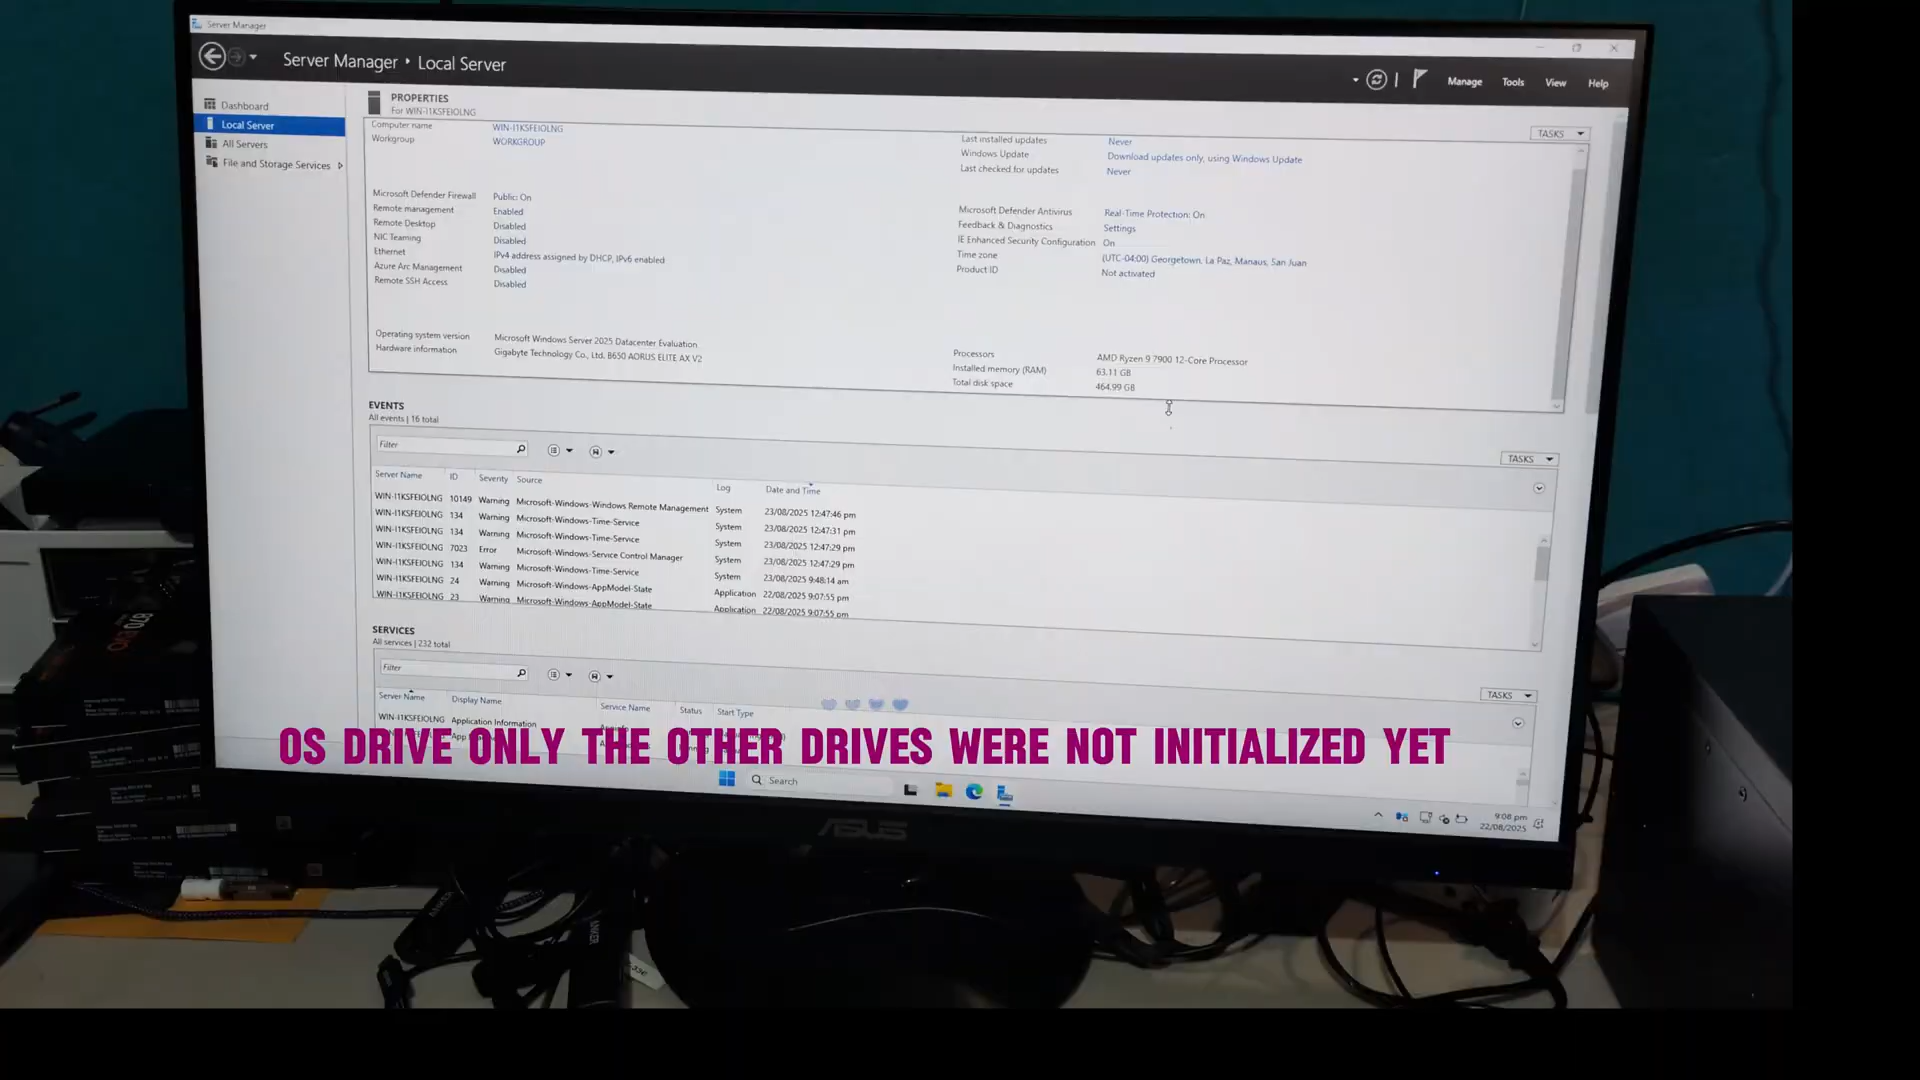 Server Manager
Server Manager • Local Server
Manage Tools View Help
Dashboard
Local Server
All Servers
File and Storage Services
PROPERTIES
For WIN-I1KSFEIOLNG
TASKS
Computer name WIN-I1KSFEIOLNG
Workgroup WORKGROUP
Last installed updates Never
Windows Update Download updates only, using Windows Update
Last checked for updates Never
Microsoft Defender Firewall Public: On
Remote management Enabled
Remote Desktop Disabled
NIC Teaming Disabled
Ethernet IPv4 address assigned by DHCP, IPv6 enabled
Azure Arc Management Disabled
Remote SSH Access Disabled
Microsoft Defender Antivirus Real-Time Protection: On
Feedback & Diagnostics Settings
IE Enhanced Security Configuration On
Time zone (UTC-04:00) Georgetown, La Paz, Manaus, San Juan
Product ID Not activated
Operating system version Microsoft Windows Server 2025 Datacenter Evaluation
Hardware information Gigabyte Technology Co., Ltd. B650 AORUS ELITE AX V2
Processors AMD Ryzen 9 7900 12-Core Processor
Installed memory (RAM) 63.11 GB
Total disk space 464.99 GB
EVENTS
All events | 16 total
TASKS
Filter
Server Name ID Severity Source Log Date and Time
WIN-I1KSFEIOLNG 10149 Warning Microsoft-Windows-Windows Remote Management System 23/08/2025 12:47:46 pm
WIN-I1KSFEIOLNG 134 Warning Microsoft-Windows-Time-Service System 23/08/2025 12:47:31 pm
WIN-I1KSFEIOLNG 134 Warning Microsoft-Windows-Time-Service System 23/08/2025 12:47:29 pm
WIN-I1KSFEIOLNG 7023 Error Microsoft-Windows-Service Control Manager System 23/08/2025 12:47:29 pm
WIN-I1KSFEIOLNG 134 Warning Microsoft-Windows-Time-Service System 23/08/2025 9:48:14 am
WIN-I1KSFEIOLNG 24 Warning Microsoft-Windows-AppModel-State Application 22/08/2025 9:07:55 pm
WIN-I1KSFEIOLNG 23 Warning Microsoft-Windows-AppModel-State Application 22/08/2025 9:07:55 pm
SERVICES
All services | 232 total
TASKS
Filter
Server Name Display Name Service Name Status Start Type
WIN-I1KSFEIOLNG Application Information
OS DRIVE ONLY THE OTHER DRIVES WERE NOT INITIALIZED YET
Search
9:08 pm
22/08/2025
ASUS
870 EVO
ANKER
ANKER